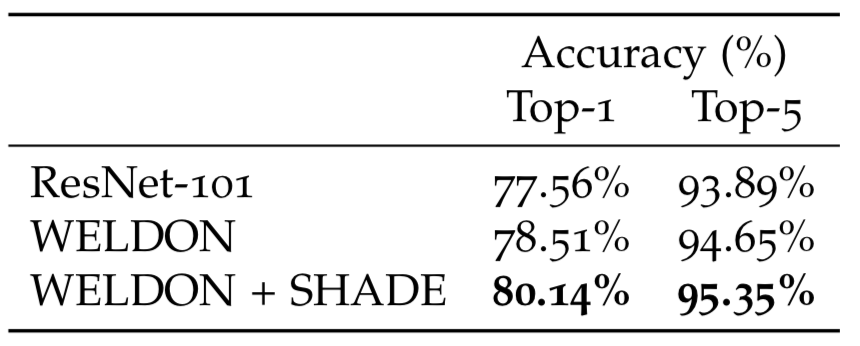 Accuracy (%)
Top-1 Top-5
ResNet-101 77.56% 93.89%
WELDON 78.51% 94.65%
WELDON + SHADE 80.14% 95.35%